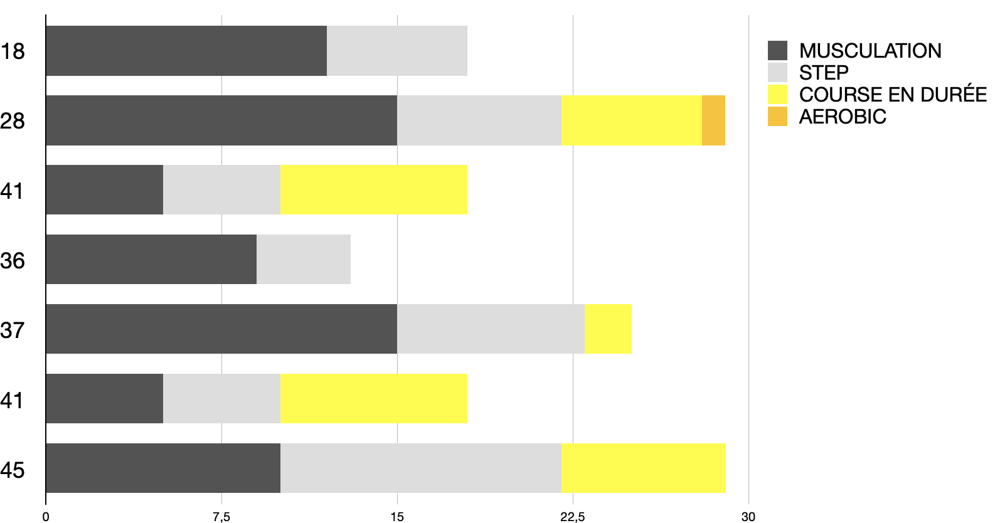 18
28
41
36
37
41
45
0 7,5 15 22,5 30
MUSCULATION
STEP
COURSE EN DURÉE
AEROBIC